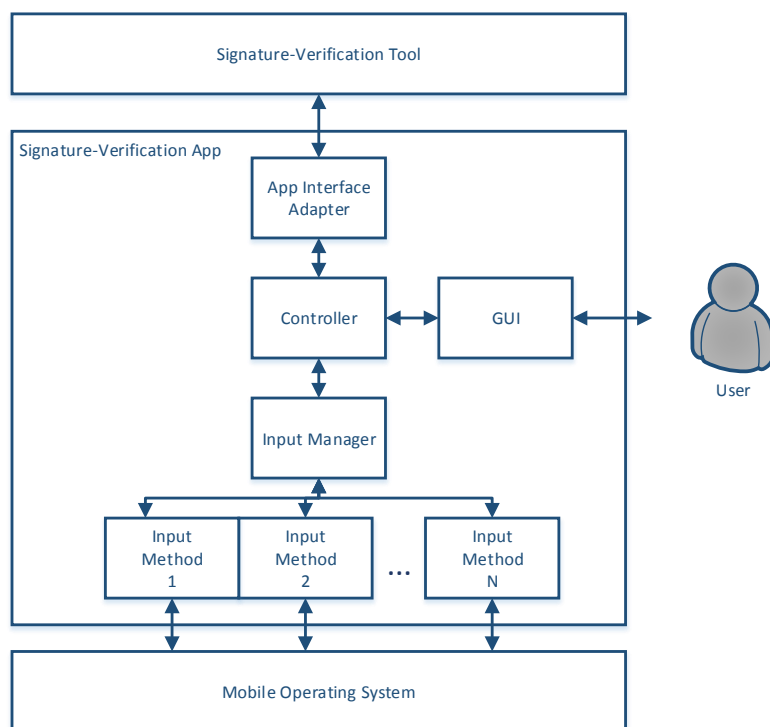 Signature-Verification Tool
Signature-Verification App
App Interface
Adapter
Controller
GUI
User
Input Manager
Input
Method
1
Input
Method
2
...
Input
Method
N
Mobile Operating System